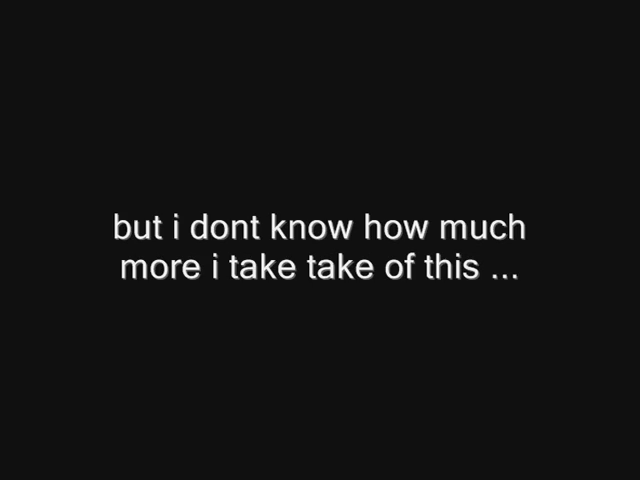 but i dont know how much
more i take take of this ...